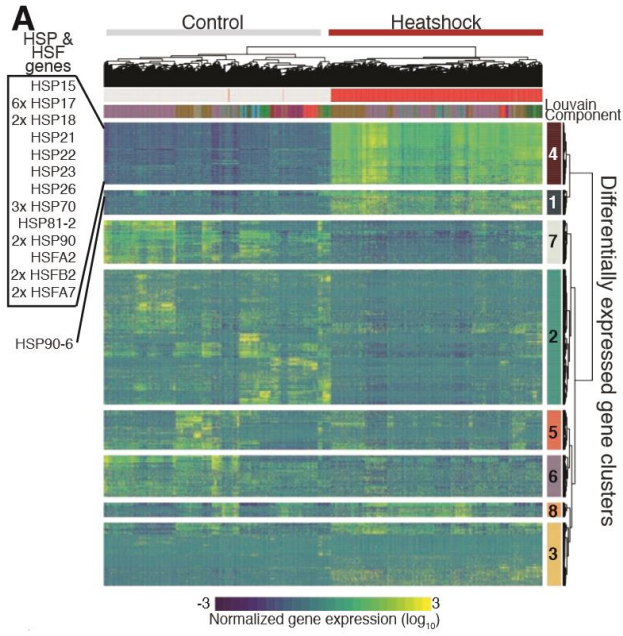 A
Control
Heatshock
HSP &
HSF
genes
HSP15
6x HSP17
2x HSP18
HSP21
HSP22
HSP23
HSP26
3x HSP70
HSP81-2
2x HSP90
HSFA2
2x HSFB2
2x HSFA7
HSP90-6
Louvain
Component
4
1
7
2
5
6
8
3
Differentially expressed gene clusters
-3
3
Normalized gene expression (log10)